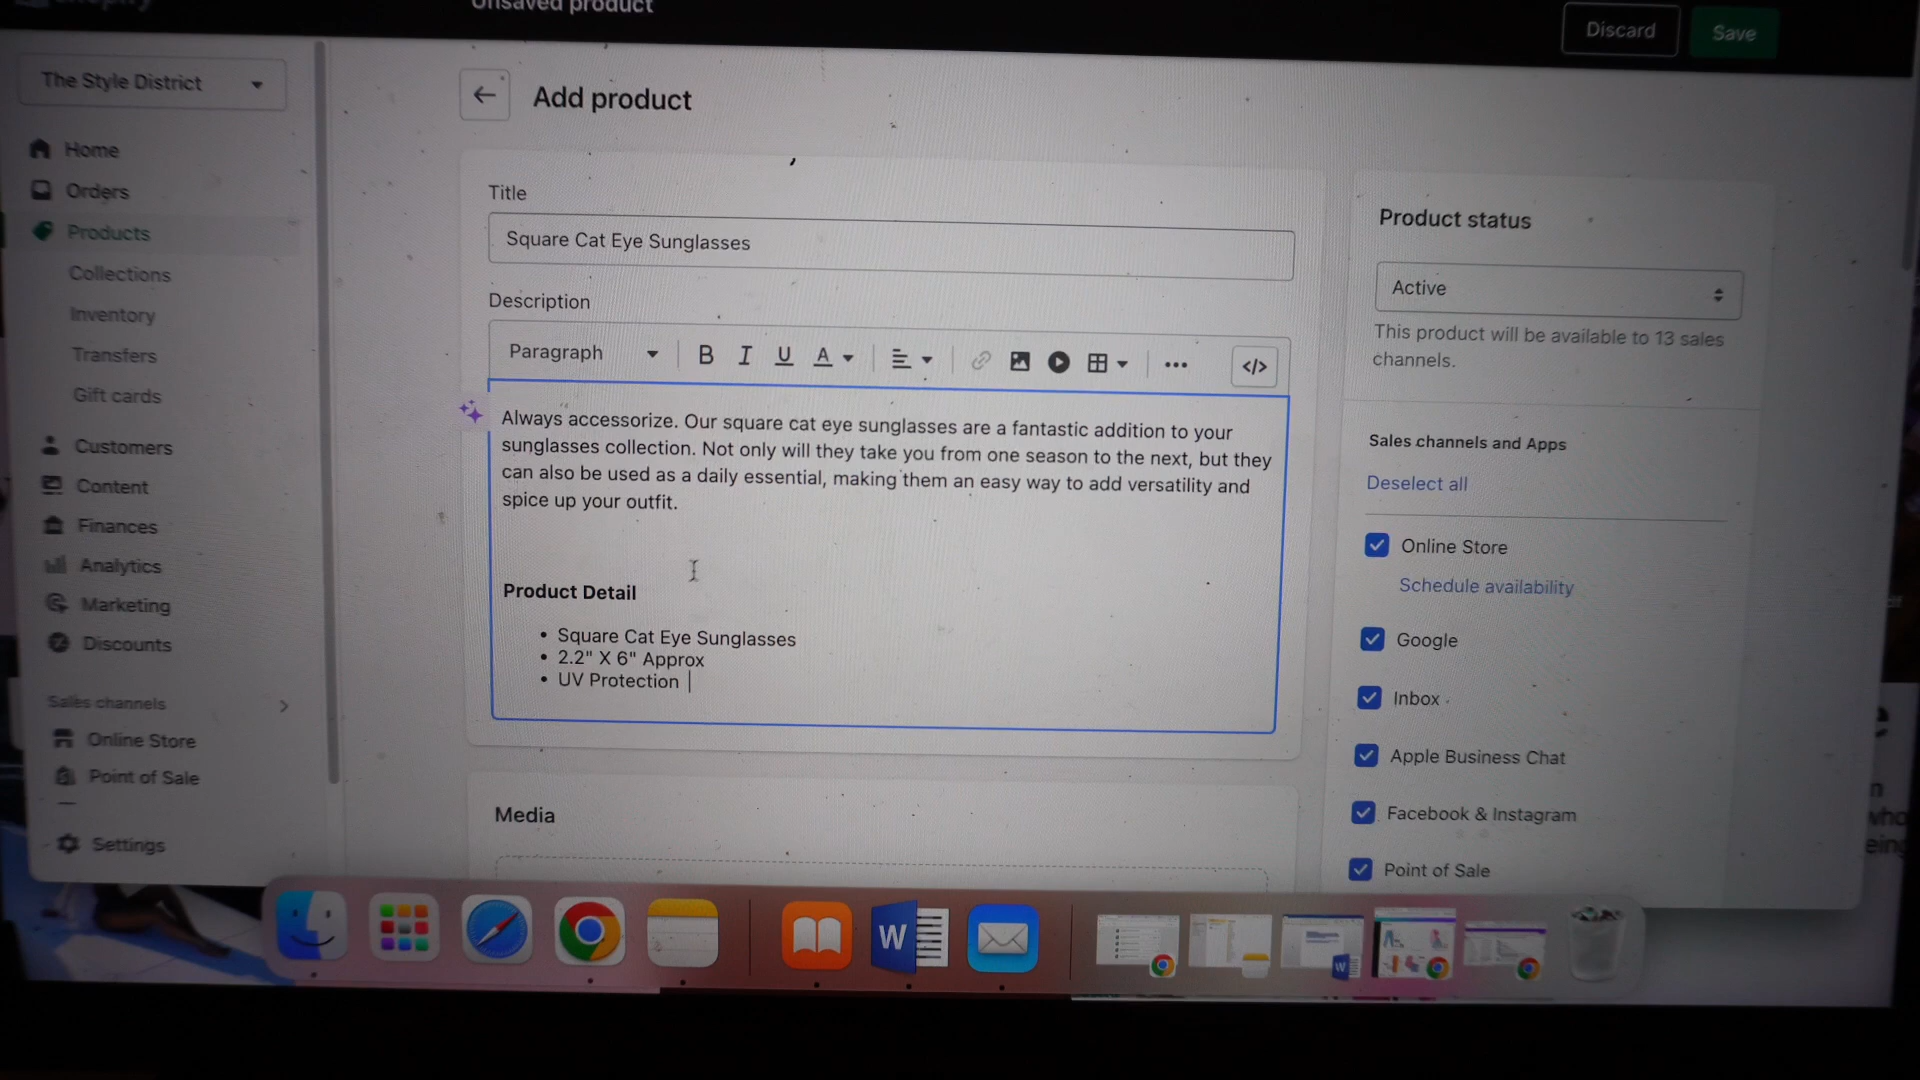 Unsaved product
Discard
Save
The Style District
Add product
Home
Orders
Products
Collections
Inventory
Transfers
Gift cards
Customers
Content
Finances
Analytics
Marketing
Discounts
Sales channels
Online Store
Point of Sale
Settings
Title
Square Cat Eye Sunglasses
Description
Paragraph
B I U A
</>
Always accessorize. Our square cat eye sunglasses are a fantastic addition to your
sunglasses collection. Not only will they take you from one season to the next, but they
can also be used as a daily essential, making them an easy way to add versatility and
spice up your outfit.
Product Detail
• Square Cat Eye Sunglasses
• 2.2" X 6" Approx
• UV Protection
Media
Product status
Active
This product will be available to 13 sales
channels.
Sales channels and Apps
Deselect all
Online Store
Schedule availability
Google
Inbox
Apple Business Chat
Facebook & Instagram
Point of Sale
W